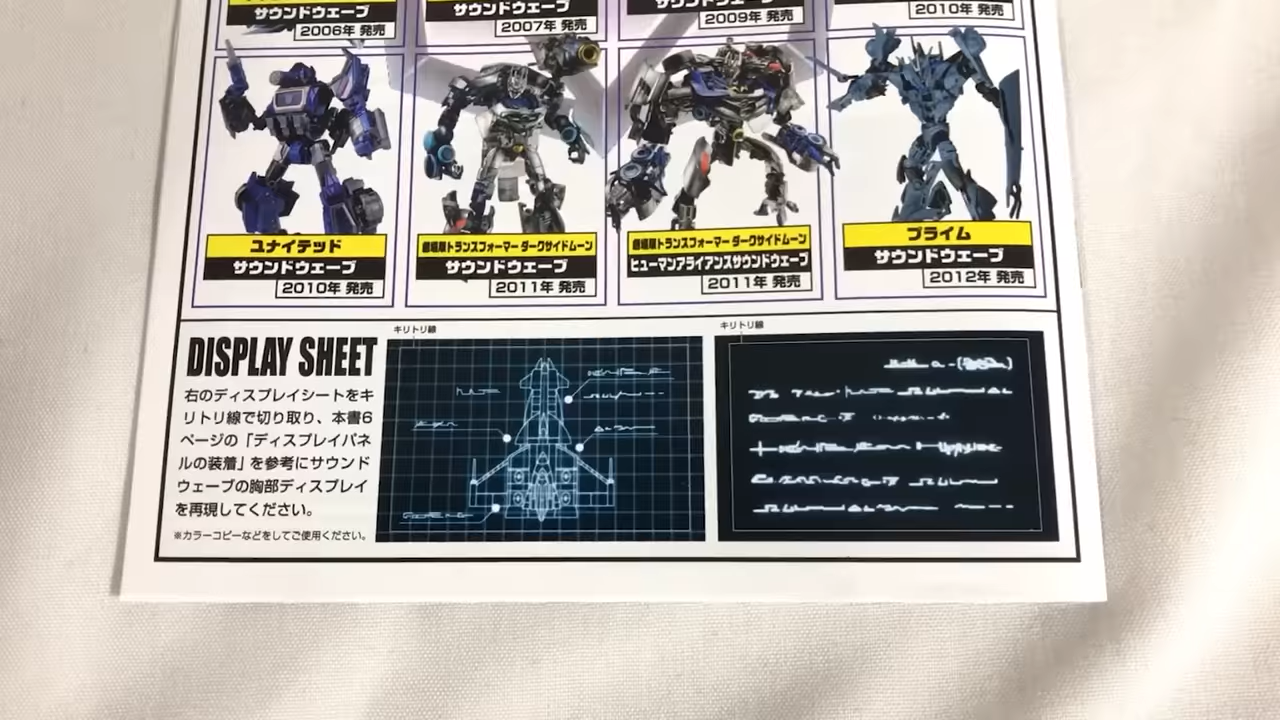 サウンドウェーブ
2006年 発売
サウンドウェーブ
2007年 発売
サウンドウェーブ
2009年 発売
2010年 発売
ユナイテッド
サウンドウェーブ
2010年 発売
劇場版トランスフォーマー ダークサイドムーン
サウンドウェーブ
2011年 発売
劇場版トランスフォーマー ダークサイドムーン
ヒューマンアライアンスサウンドウェーブ
2011年 発売
プライム
サウンドウェーブ
2012年 発売
DISPLAY SHEET
右のディスプレイシートをキ
リトリ線で切り取り、本書6
ページの「ディスプレイパネ
ルの装着」を参考にサウンド
ウェーブの胸部ディスプレイ
を再現してください。
※カラーコピーなどをしてご使用ください。
キリトリ線
キリトリ線